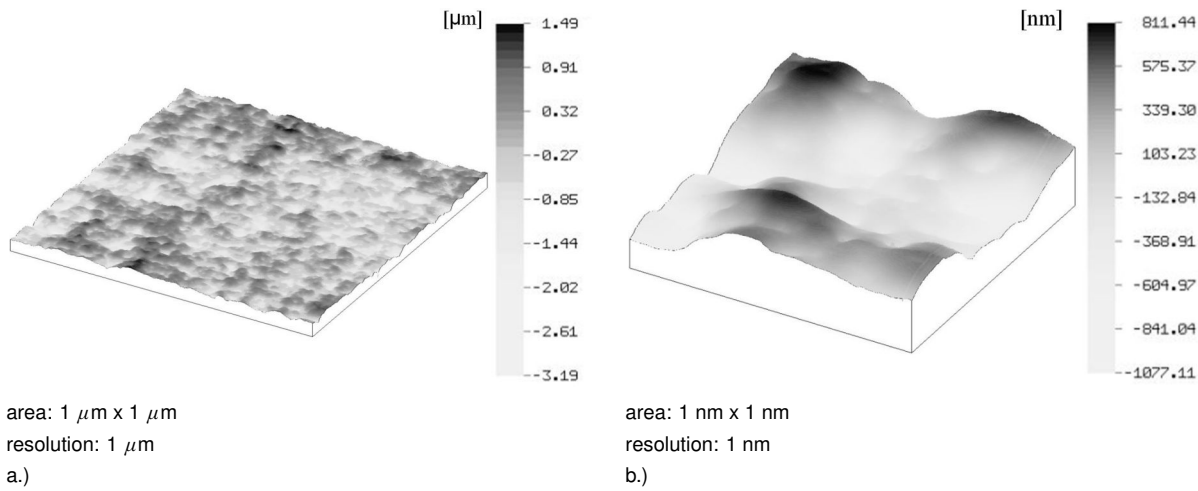 [µm]
1.49
0.91
0.32
-0.27
-0.85
-1.44
-2.02
-2.61
-3.19
area: 1 µm x 1 µm
resolution: 1 µm
a.)
[nm]
811.44
575.37
339.30
103.23
-132.84
-368.91
-604.97
-841.04
-1077.11
area: 1 nm x 1 nm
resolution: 1 nm
b.)